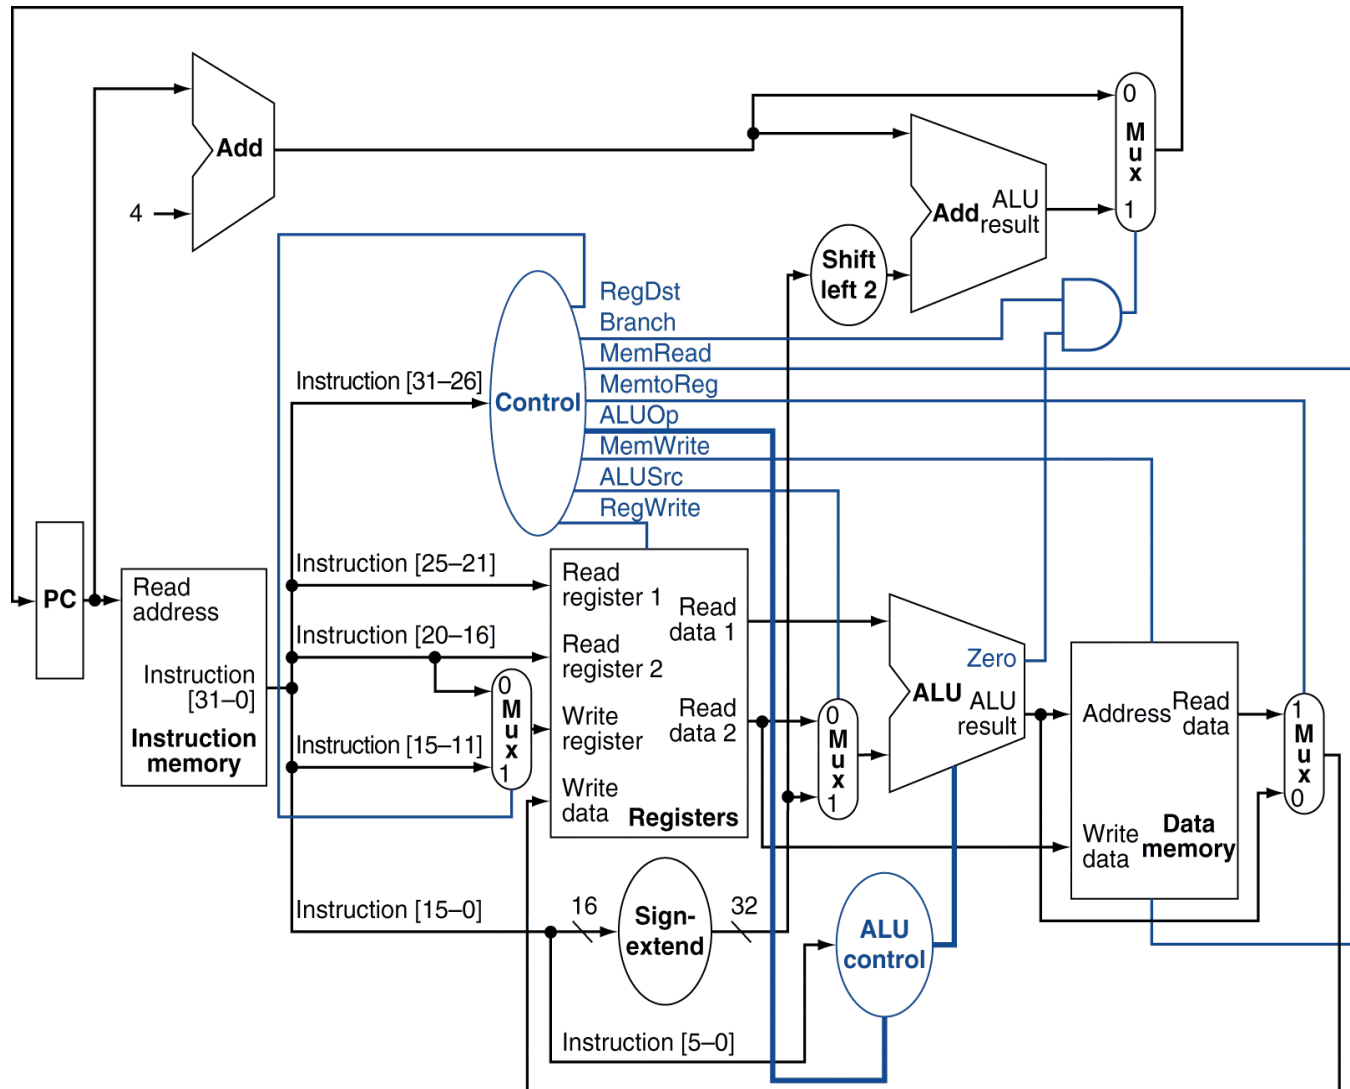 0
M
u
x
1
Add
4
Add
ALU
result
Shift
left 2
RegDst
Branch
MemRead
MemtoReg
ALUOp
MemWrite
ALUSrc
RegWrite
Instruction [31–26]
Control
PC
Read
address
Instruction
[31–0]
Instruction
memory
Instruction [25–21]
Instruction [20–16]
Instruction [15–11]
0
M
u
x
1
Read
register 1
Read
register 2
Write
register
Write
data
Read
data 1
Read
data 2
Registers
0
M
u
x
1
Zero
ALU
ALU
result
Address
Read
data
Write
data
Data
memory
1
M
u
x
0
Instruction [15–0]
16
Sign-
extend
32
ALU
control
Instruction [5–0]